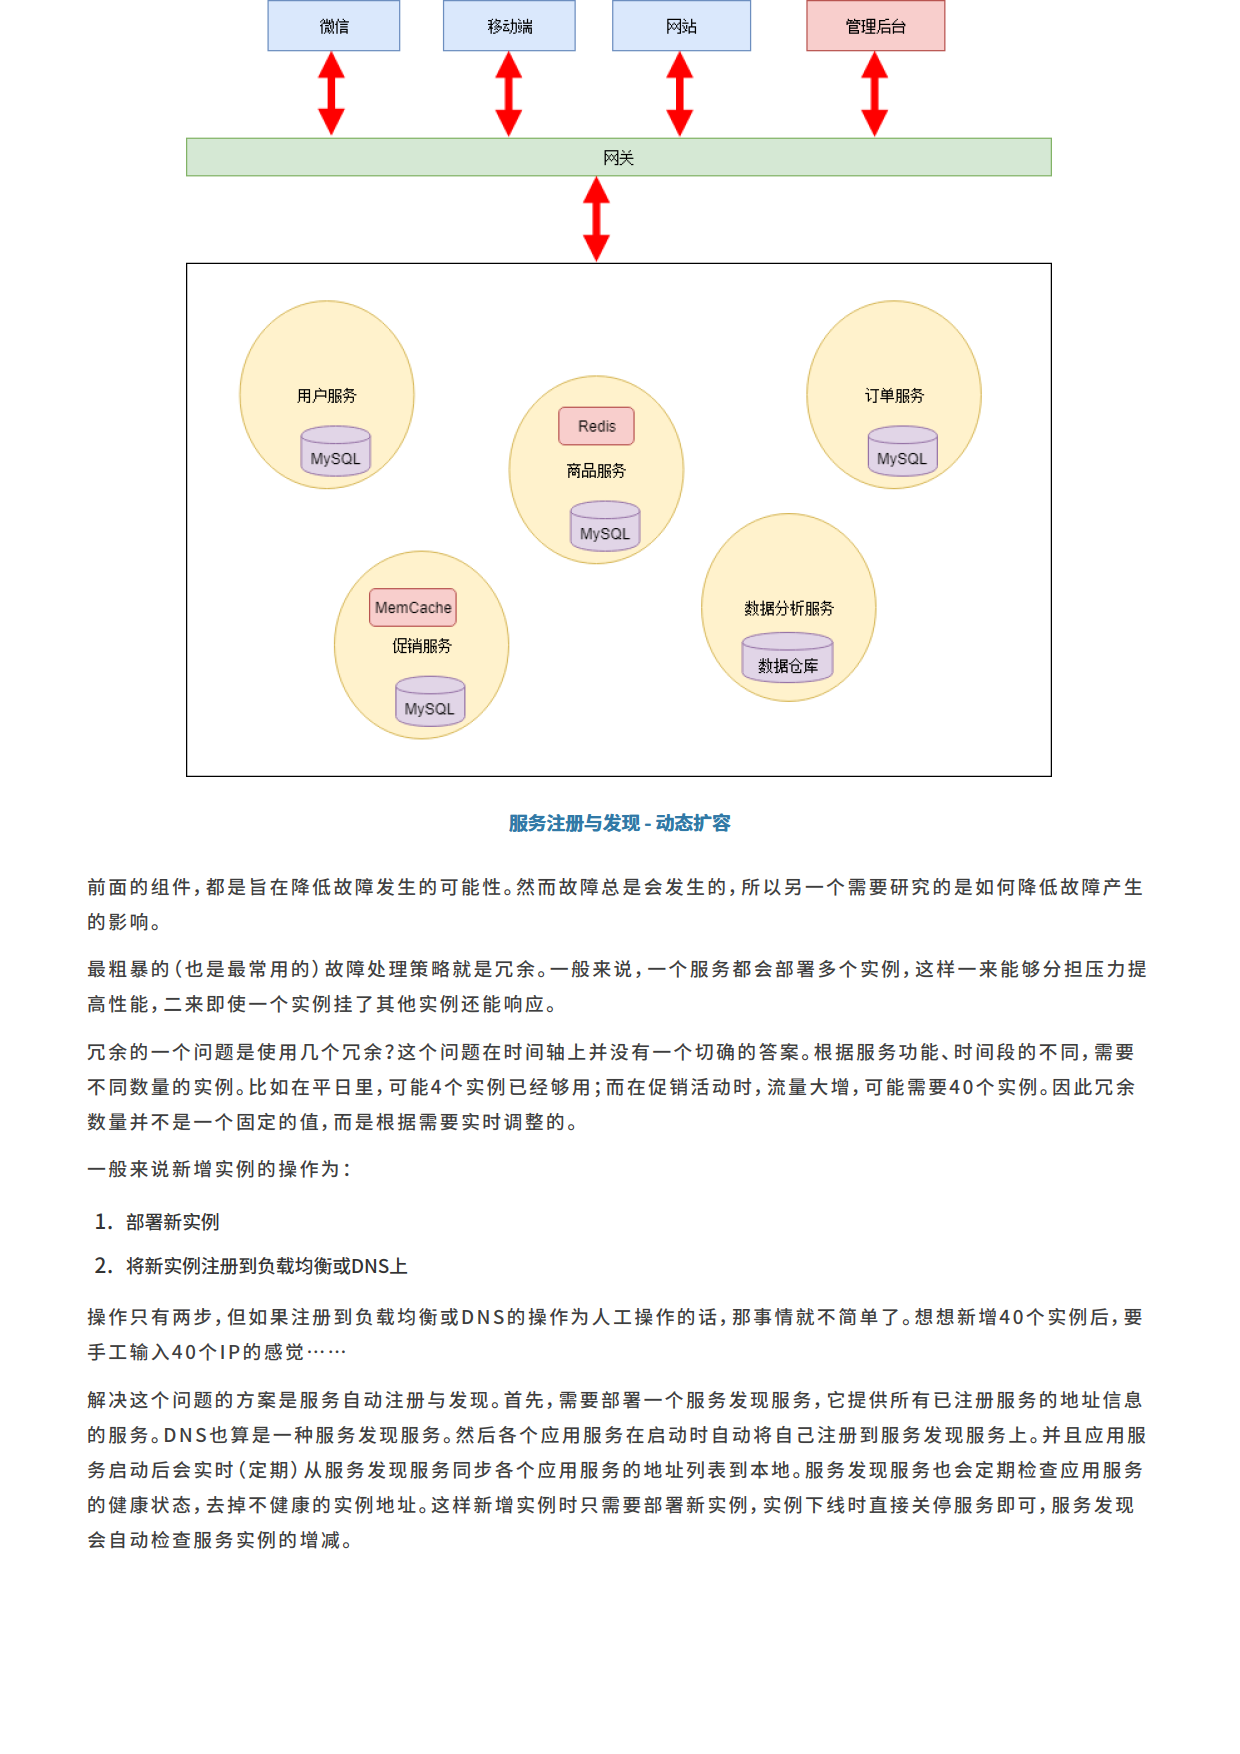 微信
移动端
网站
管理后台
网关
用户服务
MySQL
Redis
商品服务
MySQL
订单服务
MySQL
MemCache
促销服务
MySQL
数据分析服务
数据仓库
服务注册与发现 - 动态扩容
前面的组件，都是旨在降低故障发生的可能性。然而故障总是会发生的，所以另一个需要研究的是如何降低故障产生
的影响。
最粗暴的（也是最常用的）故障处理策略就是冗余。一般来说，一个服务都会部署多个实例，这样一来能够分担压力提
高性能，二来即使一个实例挂了其他实例还能响应。
冗余的一个问题是使用几个冗余？这个问题在时间轴上并没有一个切确的答案。根据服务功能、时间段的不同，需要
不同数量的实例。比如在平日里，可能4个实例已经够用；而在促销活动时，流量大增，可能需要40个实例。因此冗余
数量并不是一个固定的值，而是根据需要实时调整的。
一般来说新增实例的操作为：
1. 部署新实例
2. 将新实例注册到负载均衡或DNS上
操作只有两步，但如果注册到负载均衡或DNS的操作为人工操作的话，那事情就不简单了。想想新增40个实例后，要
手工输入40个IP的感觉……
解决这个问题的方案是服务自动注册与发现。首先，需要部署一个服务发现服务，它提供所有已注册服务的地址信息
的服务。DNS也算是一种服务发现服务。然后各个应用服务在启动时自动将自己注册到服务发现服务上。并且应用服
务启动后会实时（定期）从服务发现服务同步各个应用服务的地址列表到本地。服务发现服务也会定期检查应用服务
的健康状态，去掉不健康的实例地址。这样新增实例时只需要部署新实例，实例下线时直接关停服务即可，服务发现
会自动检查服务实例的增减。